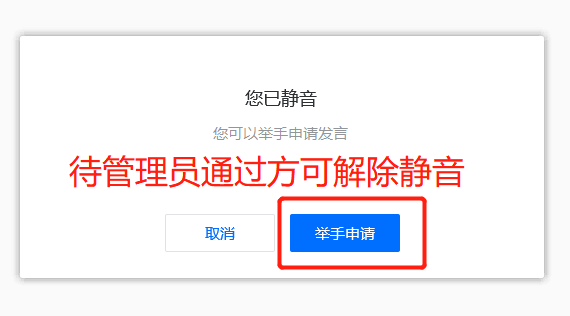 您已静音
您可以举手申请发言
待管理员通过方可解除静音
取消
举手申请